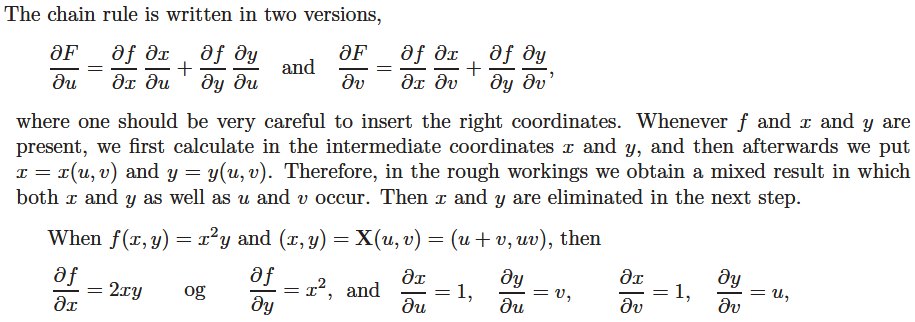 The chain rule is written in two versions,
∂F/∂u = ∂f/∂x ∂x/∂u + ∂f/∂y ∂y/∂u and ∂F/∂v = ∂f/∂x ∂x/∂v + ∂f/∂y ∂y/∂v,
where one should be very careful to insert the right coordinates. Whenever f and x and y are
present, we first calculate in the intermediate coordinates x and y, and then afterwards we put
x = x(u, v) and y = y(u, v). Therefore, in the rough workings we obtain a mixed result in which
both x and y as well as u and v occur. Then x and y are eliminated in the next step.
When f(x, y) = x²y and (x, y) = X(u, v) = (u + v, uv), then
∂f/∂x = 2xy og ∂f/∂y = x², and ∂x/∂u = 1, ∂y/∂u = v, ∂x/∂v = 1, ∂y/∂v = u,